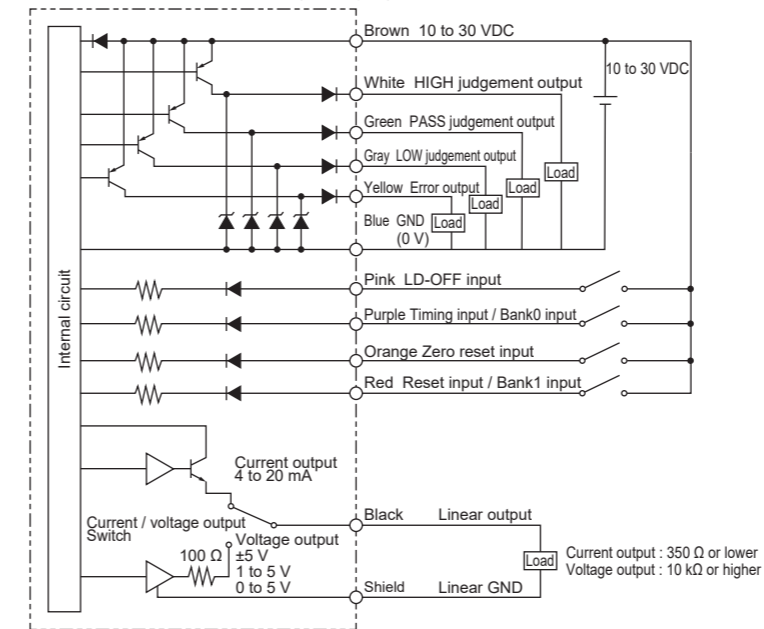 Brown 10 to 30 VDC
10 to 30 VDC
White HIGH judgement output
Green PASS judgement output
Load
Gray LOW judgement output
Load
Yellow Error output
Load
Blue GND
(0 V)
Load
Internal circuit
Pink LD-OFF input
Purple Timing input / Bank0 input
Orange Zero reset input
Red Reset input / Bank1 input
Current output
4 to 20 mA
Current / voltage output
Switch
Black Linear output
Voltage output
±5 V
1 to 5 V
0 to 5 V
100 Ω
Load
Current output : 350 Ω or lower
Voltage output : 10 kΩ or higher
Shield Linear GND